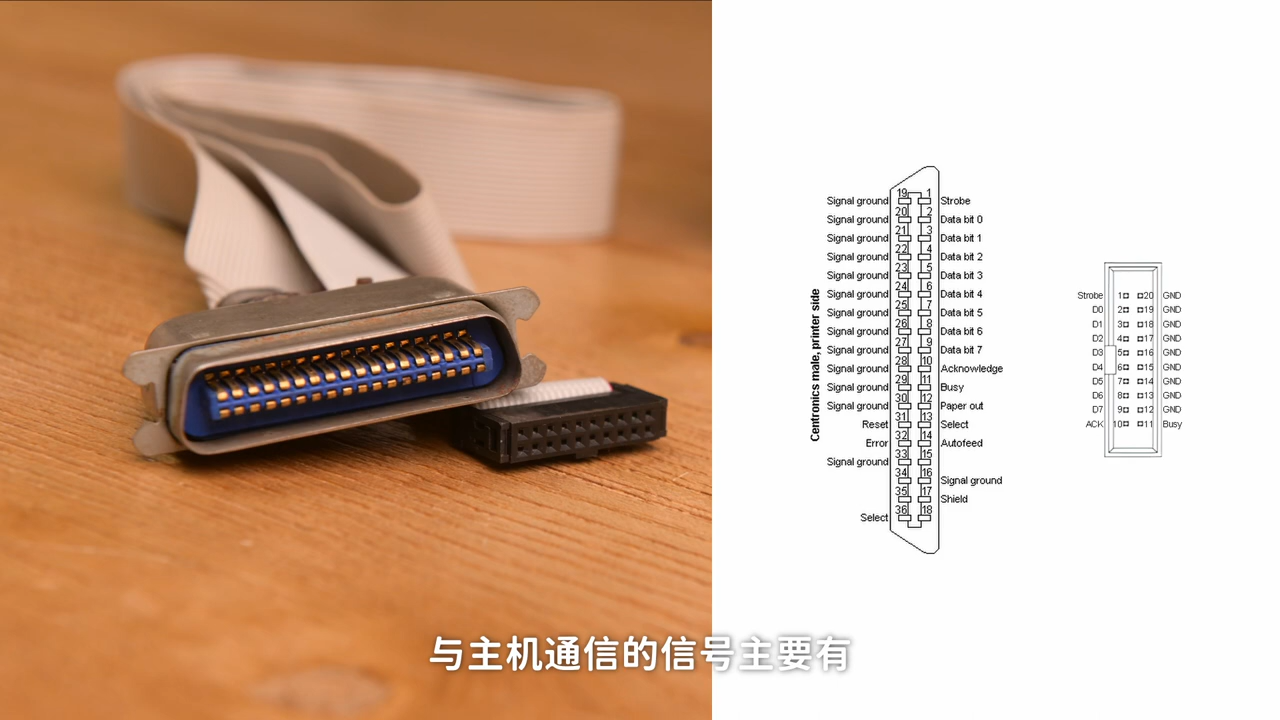 Centronics male, printer side
19 1
Signal ground Strobe
20 2
Signal ground Data bit 0
21 3
Signal ground Data bit 1
22 4
Signal ground Data bit 2
23 5
Signal ground Data bit 3
24 6
Signal ground Data bit 4
25 7
Signal ground Data bit 5
26 8
Signal ground Data bit 6
27 9
Signal ground Data bit 7
28 10
Signal ground Acknowledge
29 11
Signal ground Busy
30 12
Signal ground Paper out
31 13
Reset Select
32 14
Error Autofeed
33 15
Signal ground
34 16
Signal ground
35 17
Shield
36 18
Select
Strobe 1 20 GND
D0 2 19 GND
D1 3 18 GND
D2 4 17 GND
D3 5 16 GND
D4 6 15 GND
D5 7 14 GND
D6 8 13 GND
D7 9 12 GND
ACK 10 11 Busy
与主机通信的信号主要有